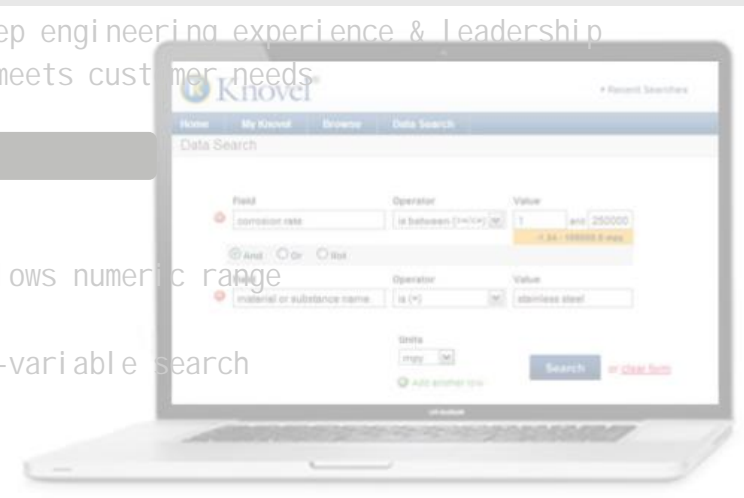 ep engineering experience & Leadership
meets customer needs
Knovel®
Recent Searches
Home My Knovel Browse Data Search
Data Search
Field Operator Value
corrosion rate is between 1 and 250000
And Or Not
ows numeric range
Operator Value
material or substance name is (=) stainless steel
-variable search
Units
mpy
Search or clear form
Add another row